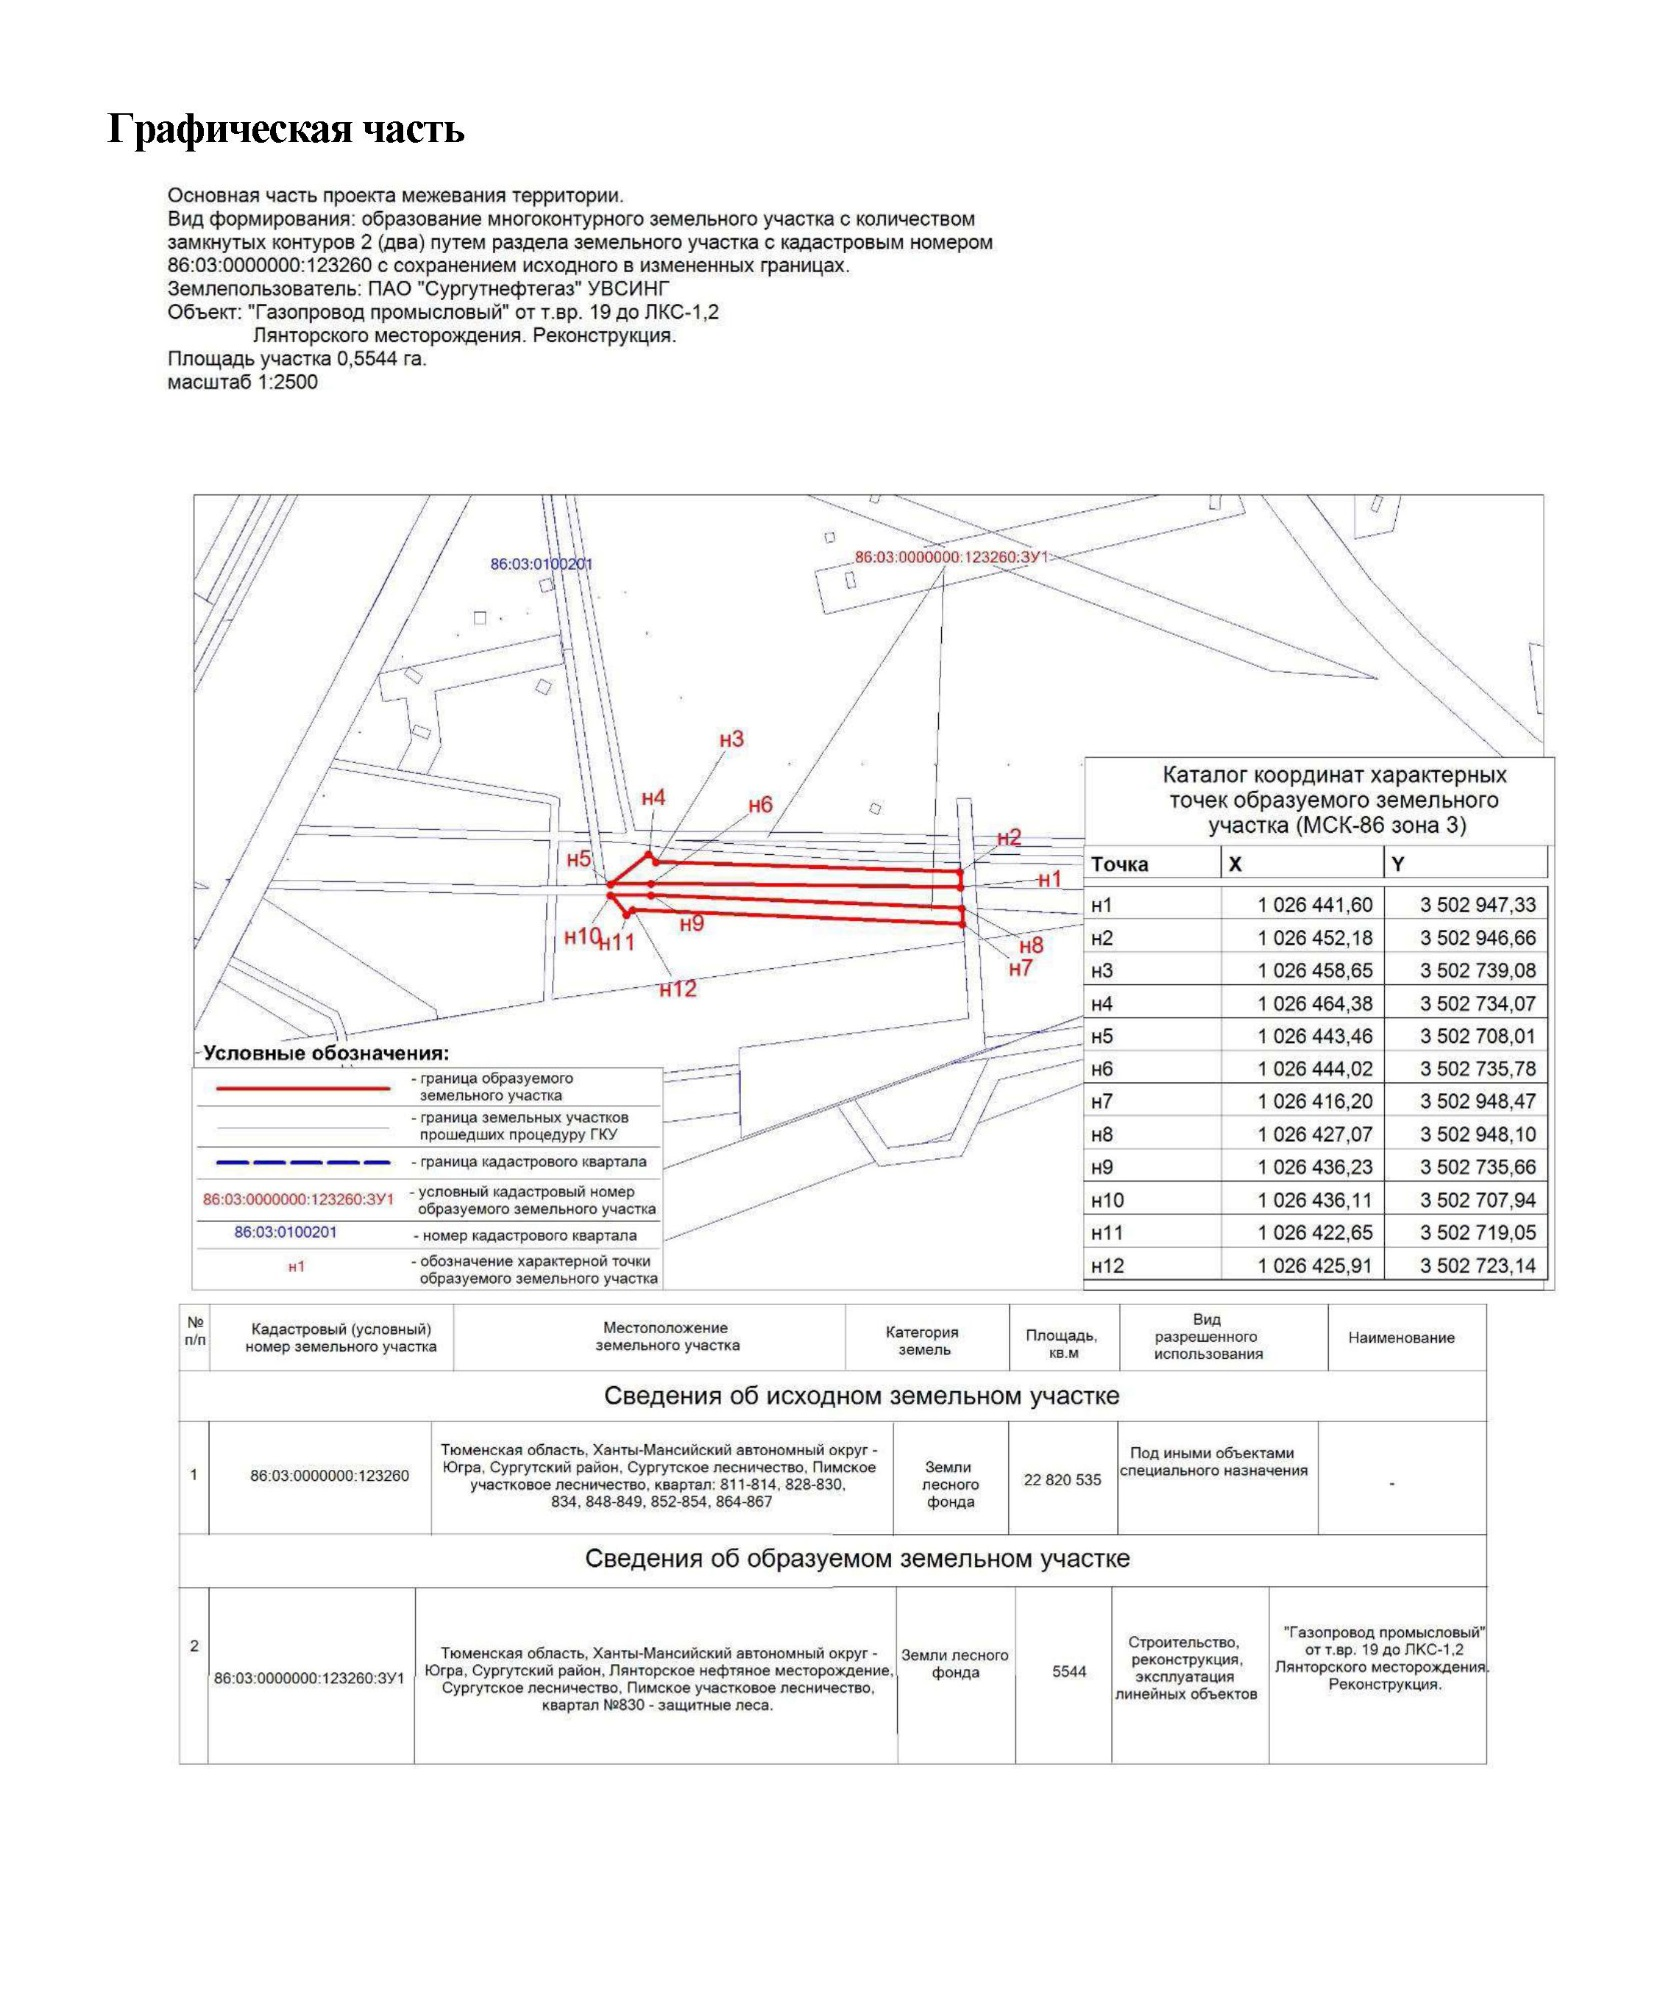 Графическая часть
Основная часть проекта межевания территории.
Вид формирования: образование многоконтурного земельного участка с количеством
замкнутых контуров 2 (два) путем раздела земельного участка с кадастровым номером
86:03:0000000:123260 с сохранением исходного в измененных границах.
Землепользователь: ПАО "Сургутнефтегаз" УВСИНГ
Объект: "Газопровод промысловый" от т.вр. 19 до ЛКС-1,2
Лянторского месторождения. Реконструкция.
Площадь участка 0,5544 га.
масштаб 1:2500
86:03:0100201
86:03:0000000:123260:ЗУ1
н3
н4
н6
н2
н5
н1
н9
н10
н11
н8
н7
н12
Каталог координат характерных
точек образуемого земельного
участка (МСК-86 зона 3)
Точка X Y
н1 1 026 441,60 3 502 947,33
н2 1 026 452,18 3 502 946,66
н3 1 026 458,65 3 502 739,08
н4 1 026 464,38 3 502 734,07
н5 1 026 443,46 3 502 708,01
н6 1 026 444,02 3 502 735,78
н7 1 026 416,20 3 502 948,47
н8 1 026 427,07 3 502 948,10
н9 1 026 436,23 3 502 735,66
н10 1 026 436,11 3 502 707,94
н11 1 026 422,65 3 502 719,05
н12 1 026 425,91 3 502 723,14
Условные обозначения:
- граница образуемого
земельного участка
- граница земельных участков
прошедших процедуру ГКУ
- граница кадастрового квартала
86:03:0000000:123260:ЗУ1 - условный кадастровый номер
образуемого земельного участка
86:03:0100201 - номер кадастрового квартала
н1 - обозначение характерной точки
образуемого земельного участка
№
п/п
Кадастровый (условный)
номер земельного участка
Местоположение
земельного участка
Категория
земель
Площадь,
кв.м
Вид
разрешенного
использования
Наименование
Сведения об исходном земельном участке
1
86:03:0000000:123260
Тюменская область, Ханты-Мансийский автономный округ -
Югра, Сургутский район, Сургутское лесничество, Пимское
участковое лесничество, квартал: 811-814, 828-830,
834, 848-849, 852-854, 864-867
Земли
лесного
фонда
22 820 535
Под иными объектами
специального назначения
-
Сведения об образуемом земельном участке
2
86:03:0000000:123260:ЗУ1
Тюменская область, Ханты-Мансийский автономный округ -
Югра, Сургутский район, Лянторское нефтяное месторождение,
Сургутское лесничество, Пимское участковое лесничество,
квартал №830 - защитные леса.
Земли лесного
фонда
5544
Строительство,
реконструкция,
эксплуатация
линейных объектов
"Газопровод промысловый"
от т.вр. 19 до ЛКС-1,2
Лянторского месторождения.
Реконструкция.